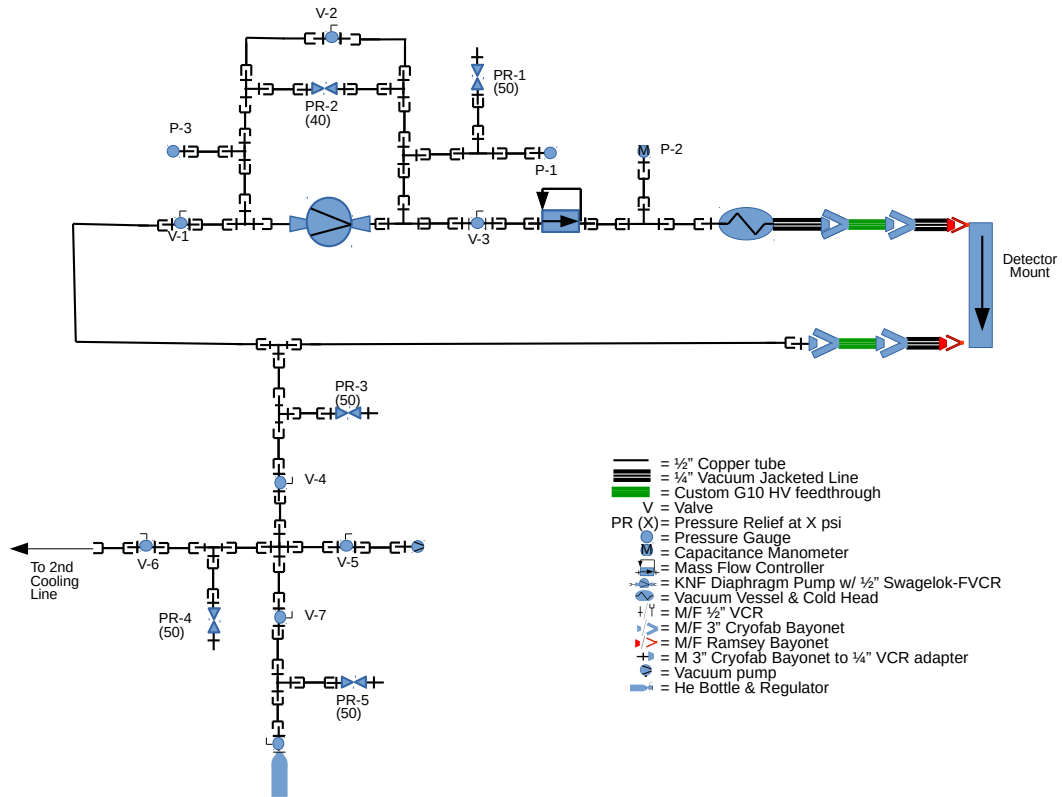 V-2
PR-1
(50)
PR-2
(40)
P-3
P-1
M
P-2
V-1
V-3
Detector
Mount
PR-3
(50)
V-4
To 2nd
Cooling
Line
V-6
V-5
PR-4
(50)
V-7
PR-5
(50)
= ½” Copper tube
= ¼” Vacuum Jacketed Line
= Custom G10 HV feedthrough
V = Valve
PR (X)= Pressure Relief at X psi
= Pressure Gauge
M = Capacitance Manometer
= Mass Flow Controller
= KNF Diaphragm Pump w/ ½” Swagelok-FVCR
= Vacuum Vessel & Cold Head
= M/F ½” VCR
= M/F 3” Cryofab Bayonet
= M/F Ramsey Bayonet
= M 3” Cryofab Bayonet to ¼” VCR adapter
= Vacuum pump
= He Bottle & Regulator